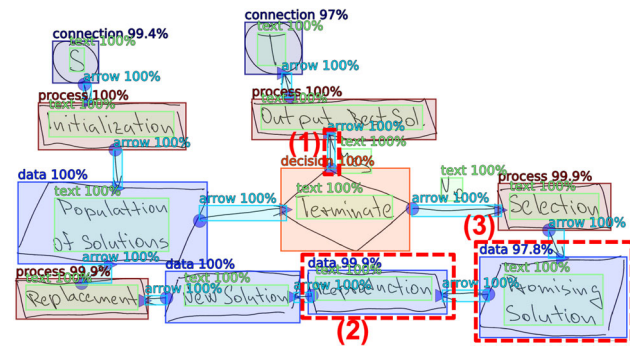 connection 99.4%
text 100%
S
arrow 100%
connection 97%
text 100%
T
arrow 100%
process 100%
text 100%
Initialization
arrow 100%
process 100%
text 100%
Output best Sol
(1)
arrow 100%
text 100%
Yes
data 100%
text 100%
Populattion
of Solutions
arrow 100%
decision 100%
text 100%
Terminate
text 100%
No
arrow 100%
process 99.9%
text 100%
Selection
(3)
arrow 100%
process 99.9%
text 100%
Replacement
arrow 100%
arrow 100%
data 100%
text 100%
New Solution
arrow 100%
data 99.9%
text 100%
(2)
arrow 100%
data 97.8%
text 100%
Solution